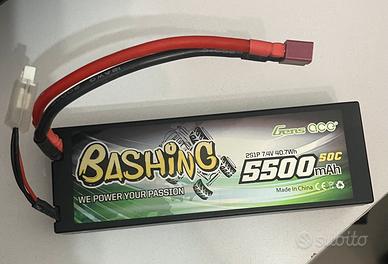 Gens ace
BASHING
2S1P 7.4V 40.7Wh
50C
5500mAh
WE POWER YOUR PASSION
Made in China
subito